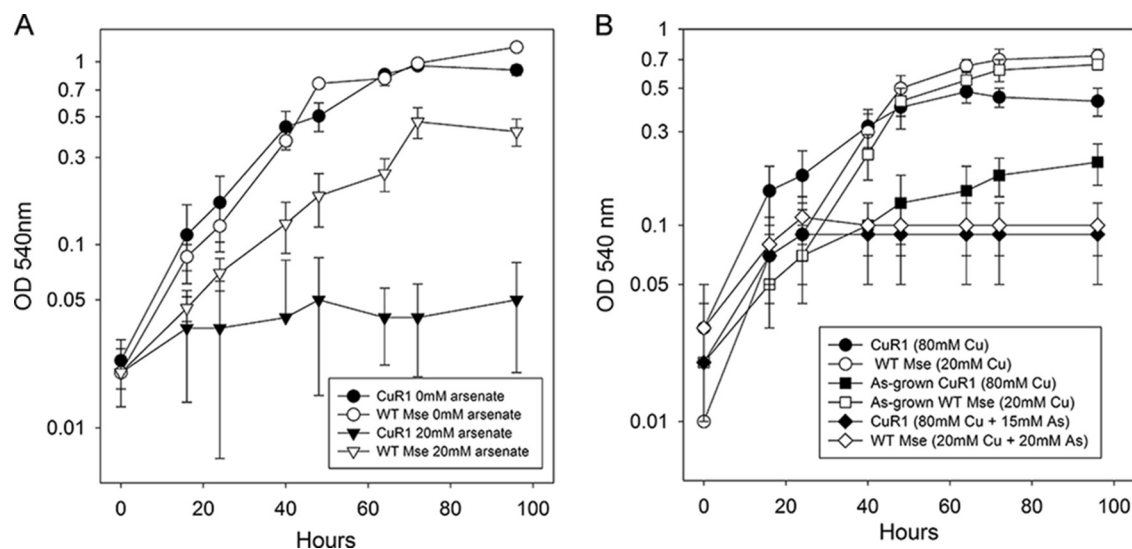 A
OD 540nm
1
0.7
0.5
0.3
0.1
0.05
0.01
CuR1 0mM arsenate
WT Mse 0mM arsenate
CuR1 20mM arsenate
WT Mse 20mM arsenate
0 20 40 60 80 100
Hours
B
OD 540 nm
1
0.7
0.5
0.3
0.1
0.05
0.01
CuR1 (80mM Cu)
WT Mse (20mM Cu)
As-grown CuR1 (80mM Cu)
As-grown WT Mse (20mM Cu)
CuR1 (80mM Cu + 15mM As)
WT Mse (20mM Cu + 20mM As)
0 20 40 60 80 100
Hours